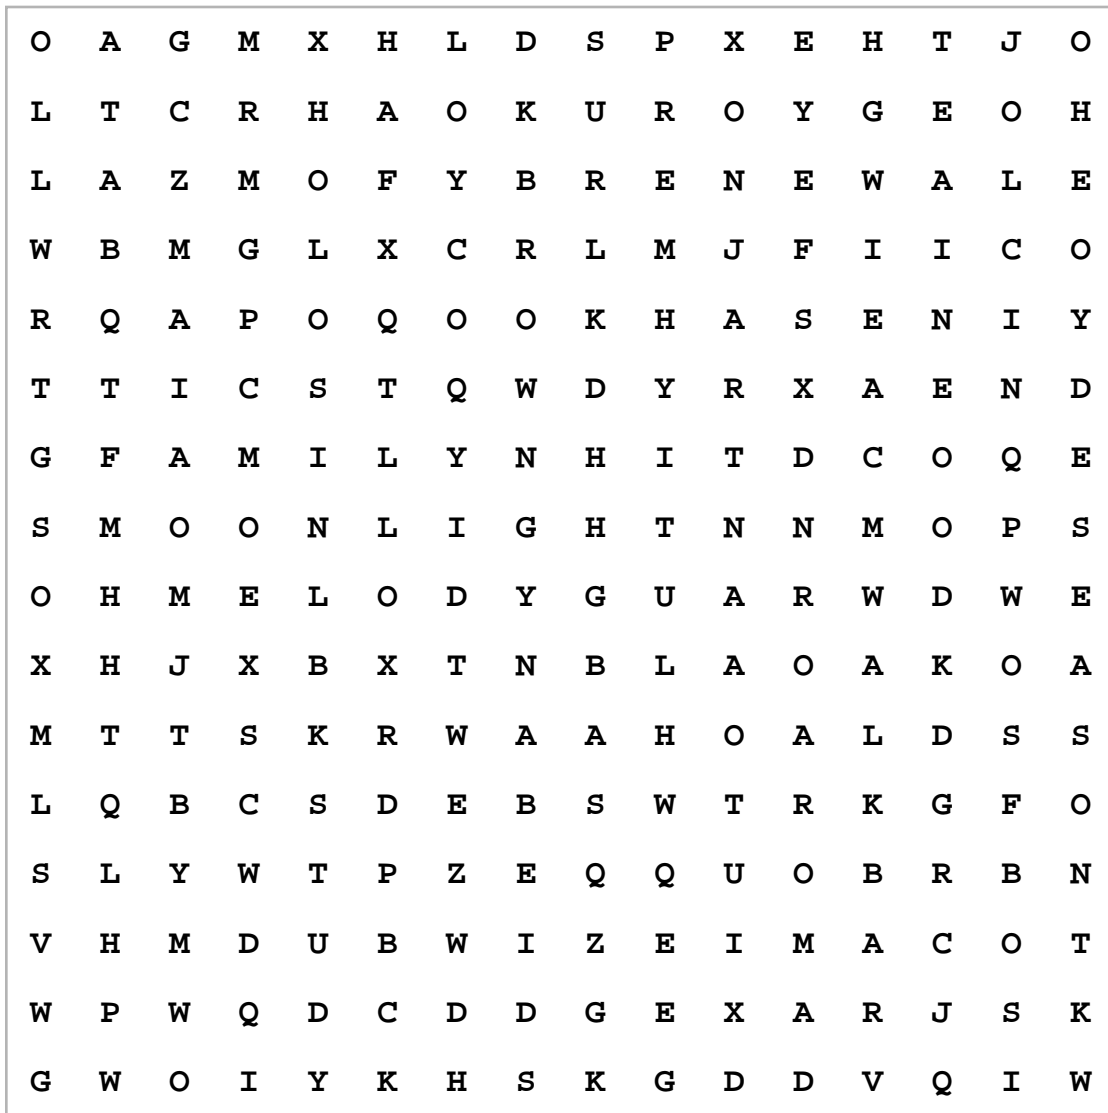 O A G M X H L D S P X E H T J O
L T C R H A O K U R O Y G E O H
L A Z M O F Y B R E N E W A L E
W B M G L X C R L M J F I I C O
R Q A P O Q O O K H A S E N I Y
T T I C S T Q W D Y R X A E N D
G F A M I L Y N H I T D C O Q E
S M O O N L I G H T N N M O P S
O H M E L O D Y G U A R W D W E
X H J X B X T N B L A O A K O A
M T T S K R W A A H O A L D S S
L Q B C S D E B S W T R K G F O
S L Y W T P Z E Q Q U O B R B N
V H M D U B W I Z E I M A C O T
W P W Q D C D D G E X A R J S K
G W O I Y K H S K G D D V Q I W